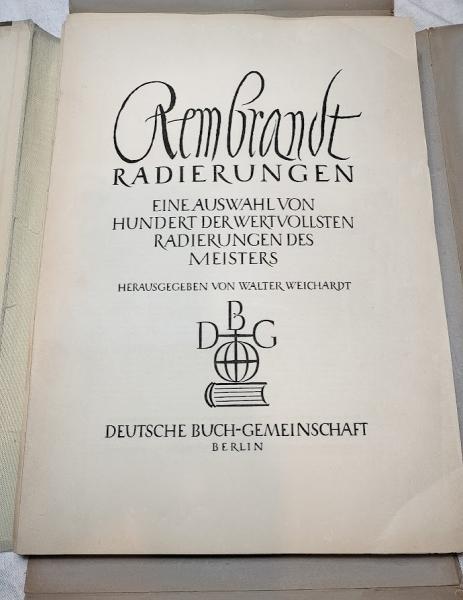 Rembrandt
RADIERUNGEN
EINE AUSWAHL VON
HUNDERT DER WERTVOLLSTEN
RADIERUNGEN DES
MEISTERS
HERAUSGEGEBEN VON WALTER WEICHARDT
DBG
DEUTSCHE BUCH-GEMEINSCHAFT
BERLIN